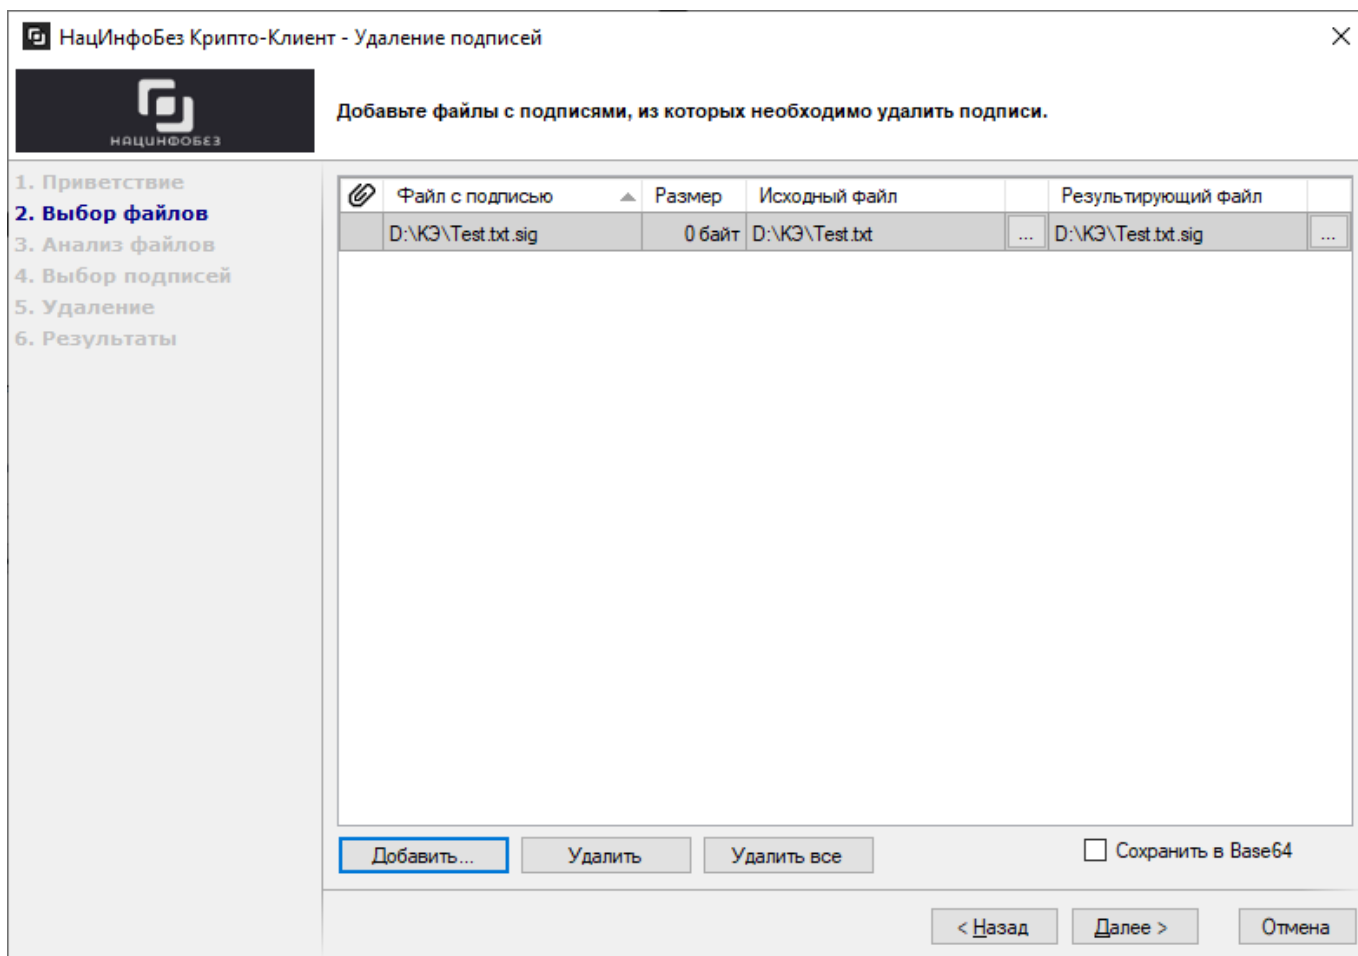 НацИнфоБез Крипто-Клиент - Удаление подписей
НАЦИНФОБЕЗ
Добавьте файлы с подписями, из которых необходимо удалить подписи.
1. Приветствие
2. Выбор файлов
3. Анализ файлов
4. Выбор подписей
5. Удаление
6. Результаты
Файл с подписью Размер Исходный файл Результирующий файл
D:\КЭ\Test.txt.sig 0 байт D:\КЭ\Test.txt ... D:\КЭ\Test.txt.sig ...
Добавить... Удалить Удалить все Сохранить в Base64
< Назад Далее > Отмена